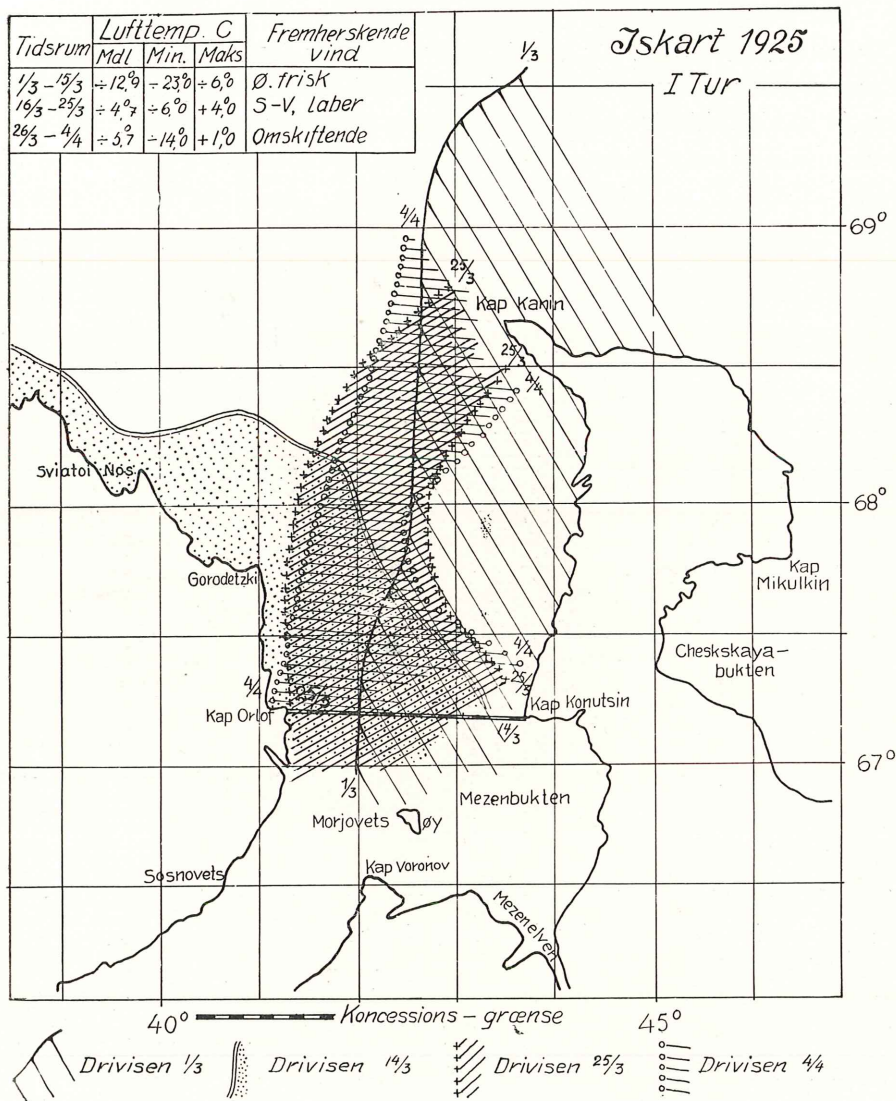 Iskart 1925
I Tur
Tidsrum Lufttemp. C Fremherskende vind
Mdl Min. Maks
1/3 - 15/3 ÷12,9° ÷23,0° ÷6,0° Ø. frisk
16/3 - 25/3 ÷4,7° ÷6,0° +4,0° S-V, laber
26/3 - 4/4 ÷5,7° ÷14,0° +1,0° Omskiftende
1/3
69°
4/4
25/3
Kap Kanin
25/3
4/4
Sviatoi Nos
68°
Gorodetzki
Kap
Mikulkin
Cheskskaya-
bukten
4/4
25/3
4/4
25/3
Kap Orlof
Kap Konutsin
14/3
67°
1/3
Mezenbukten
Morjovets øy
Kap Voronov
Sosnovets
Mezenelven
40° Koncessions-grænse 45°
Drivisen 1/3 Drivisen 14/3 Drivisen 25/3 Drivisen 4/4